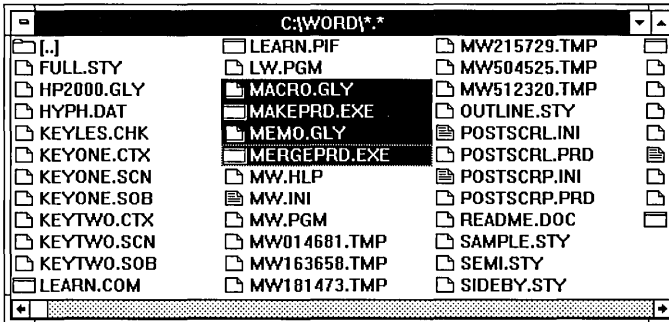 C:\WORD\*.*
[..]
FULL.STY
HP2000.GLY
HYPH.DAT
KEYLES.CHK
KEYONE.CTX
KEYONE.SCN
KEYONE.SOB
KEYTWO.CTX
KEYTWO.SCN
KEYTWO.SOB
LEARN.COM
LEARN.PIF
LW.PGM
MACRO.GLY
MAKEPRD.EXE
MEMO.GLY
MERGEPRD.EXE
MW.HLP
MW.INI
MW.PGM
MW014681.TMP
MW163658.TMP
MW181473.TMP
MW215729.TMP
MW504525.TMP
MW512320.TMP
OUTLINE.STY
POSTSCRL.INI
POSTSCRL.PRD
POSTSCRP.INI
POSTSCRP.PRD
README.DOC
SAMPLE.STY
SEMI.STY
SIDEBY.STY